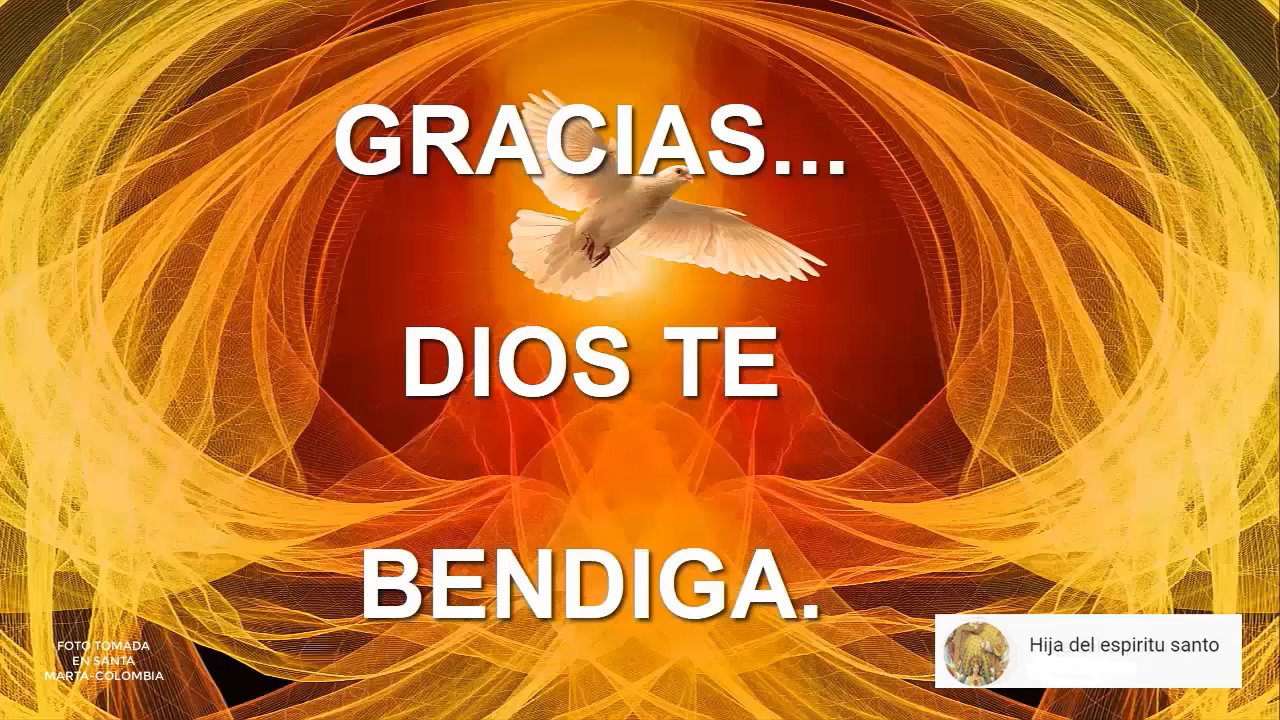 GRACIAS...
DIOS TE
BENDIGA.
FOTO TOMADA
EN SANTA
MARTA-COLOMBIA
Hija del espiritu santo